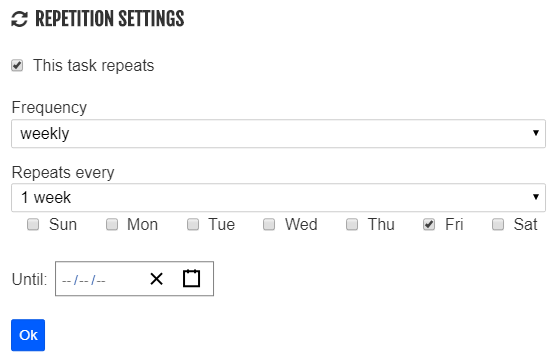 REPETITION SETTINGS
This task repeats
Frequency
weekly
Repeats every
1 week
Sun Mon Tue Wed Thu Fri Sat
Until: --/--/--
Ok